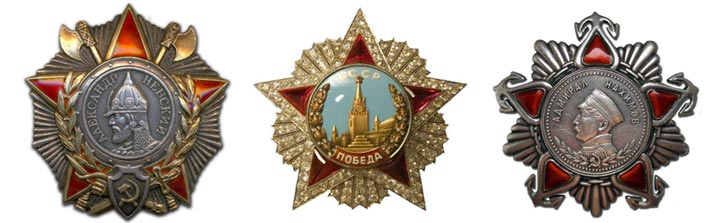 АЛЕКСАНДР НЕВСКИЙ
СССР
ПОБЕДА
АДМИРАЛ НАХИМОВ